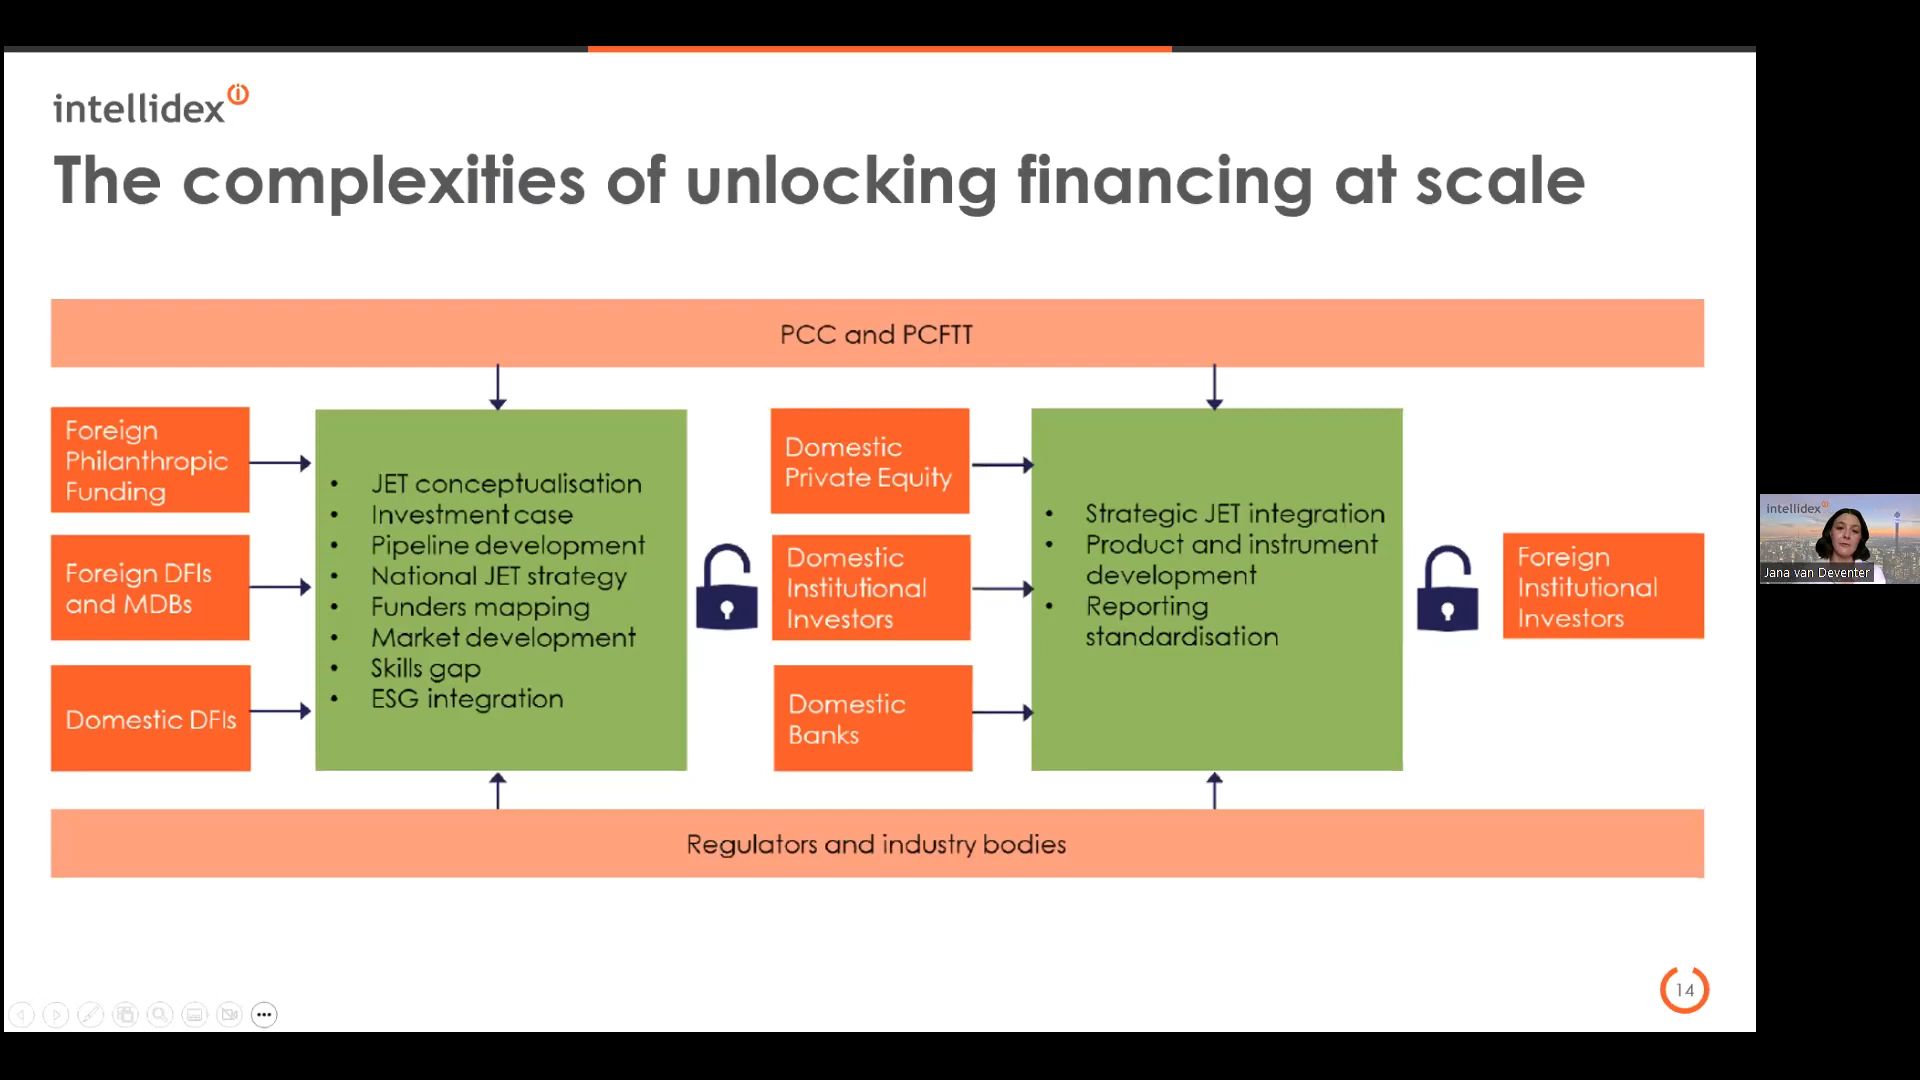 intellidex
The complexities of unlocking financing at scale
PCC and PCFTT
Foreign
Philanthropic
Funding
Foreign DFIs
and MDBs
Domestic DFIs
• JET conceptualisation
• Investment case
• Pipeline development
• National JET strategy
• Funders mapping
• Market development
• Skills gap
• ESG integration
Domestic
Private Equity
Domestic
Institutional
Investors
Domestic
Banks
• Strategic JET integration
• Product and instrument
development
• Reporting
standardisation
Foreign
Institutional
Investors
Regulators and industry bodies
14
intellidex
Jana van Deventer